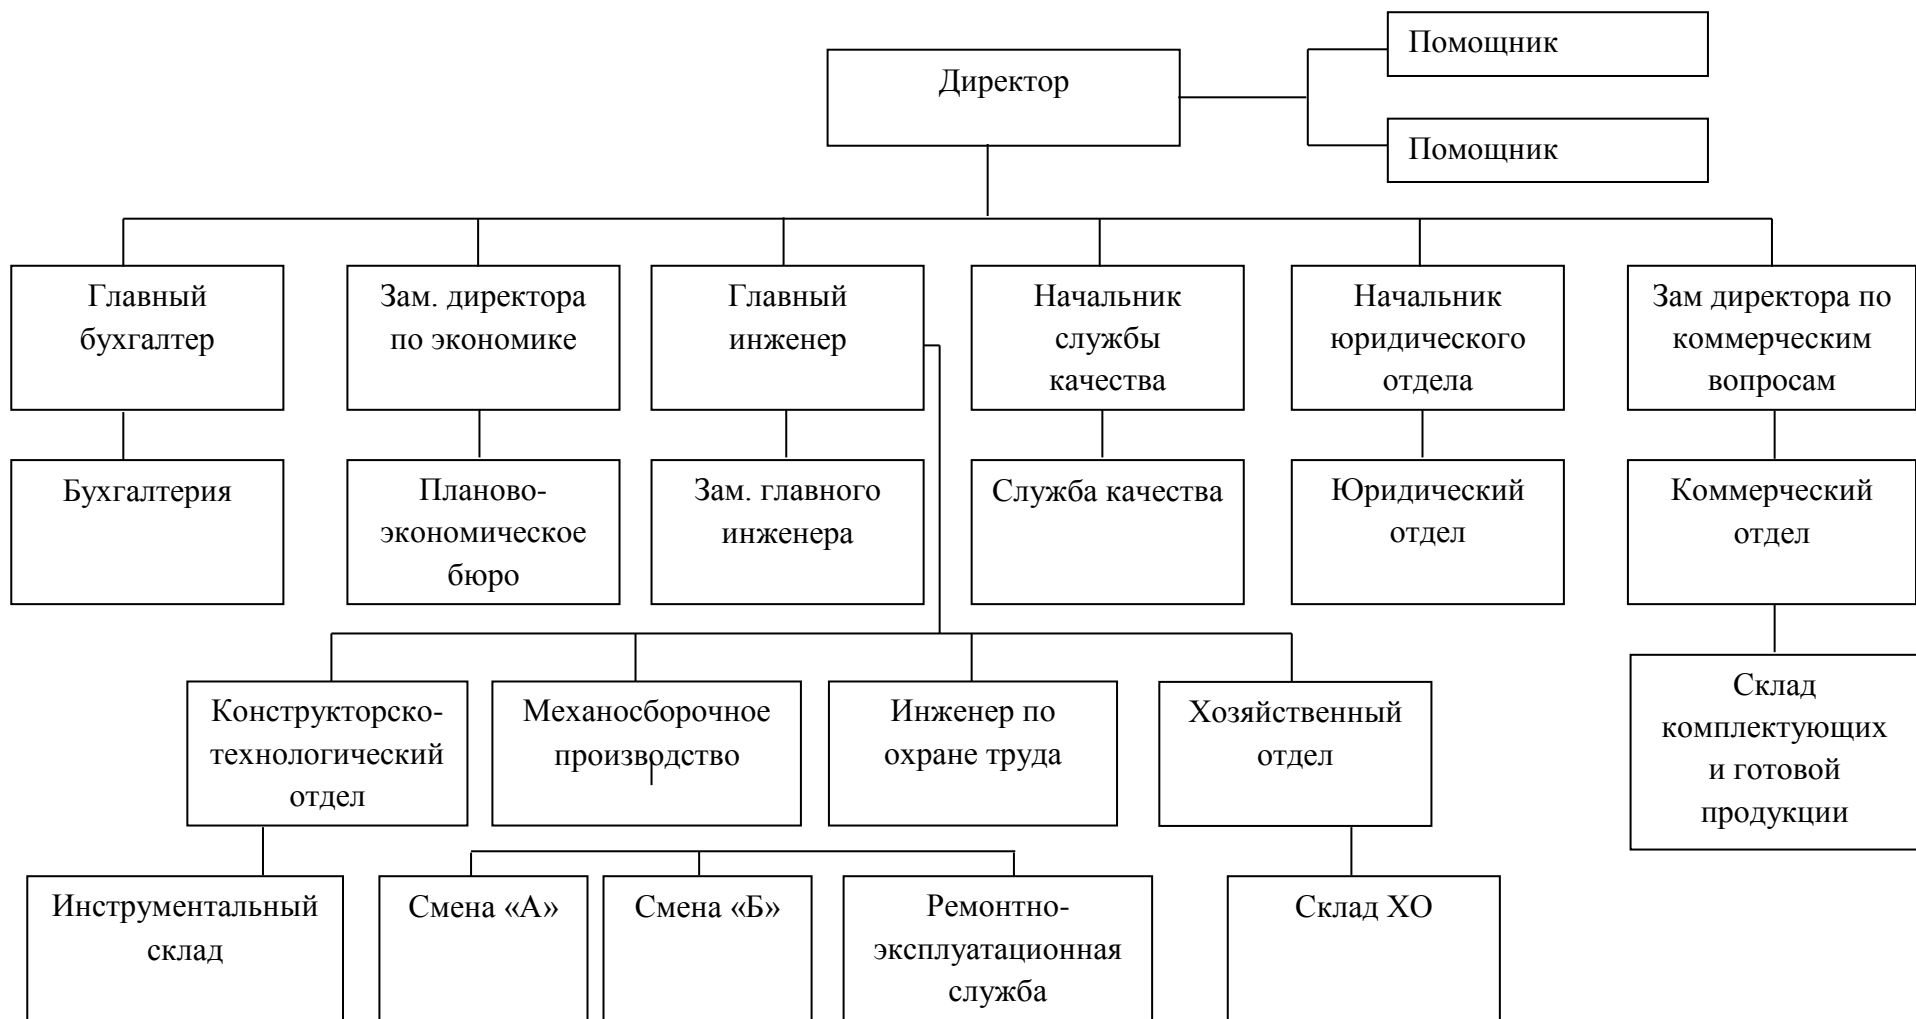 Помощник
Директор
Помощник
Главный
бухгалтер
Зам. директора
по экономике
Главный
инженер
Начальник
службы
качества
Начальник
юридического
отдела
Зам директора по
коммерческим
вопросам
Бухгалтерия
Планово-
экономическое
бюро
Зам. главного
инженера
Служба качества
Юридический
отдел
Коммерческий
отдел
Конструкторско-
технологический
отдел
Механосборочное
производство
Инженер по
охране труда
Хозяйственный
отдел
Склад
комплектующих
и готовой
продукции
Инструментальный
склад
Смена «А»
Смена «Б»
Ремонтно-
эксплуатационная
служба
Склад ХО